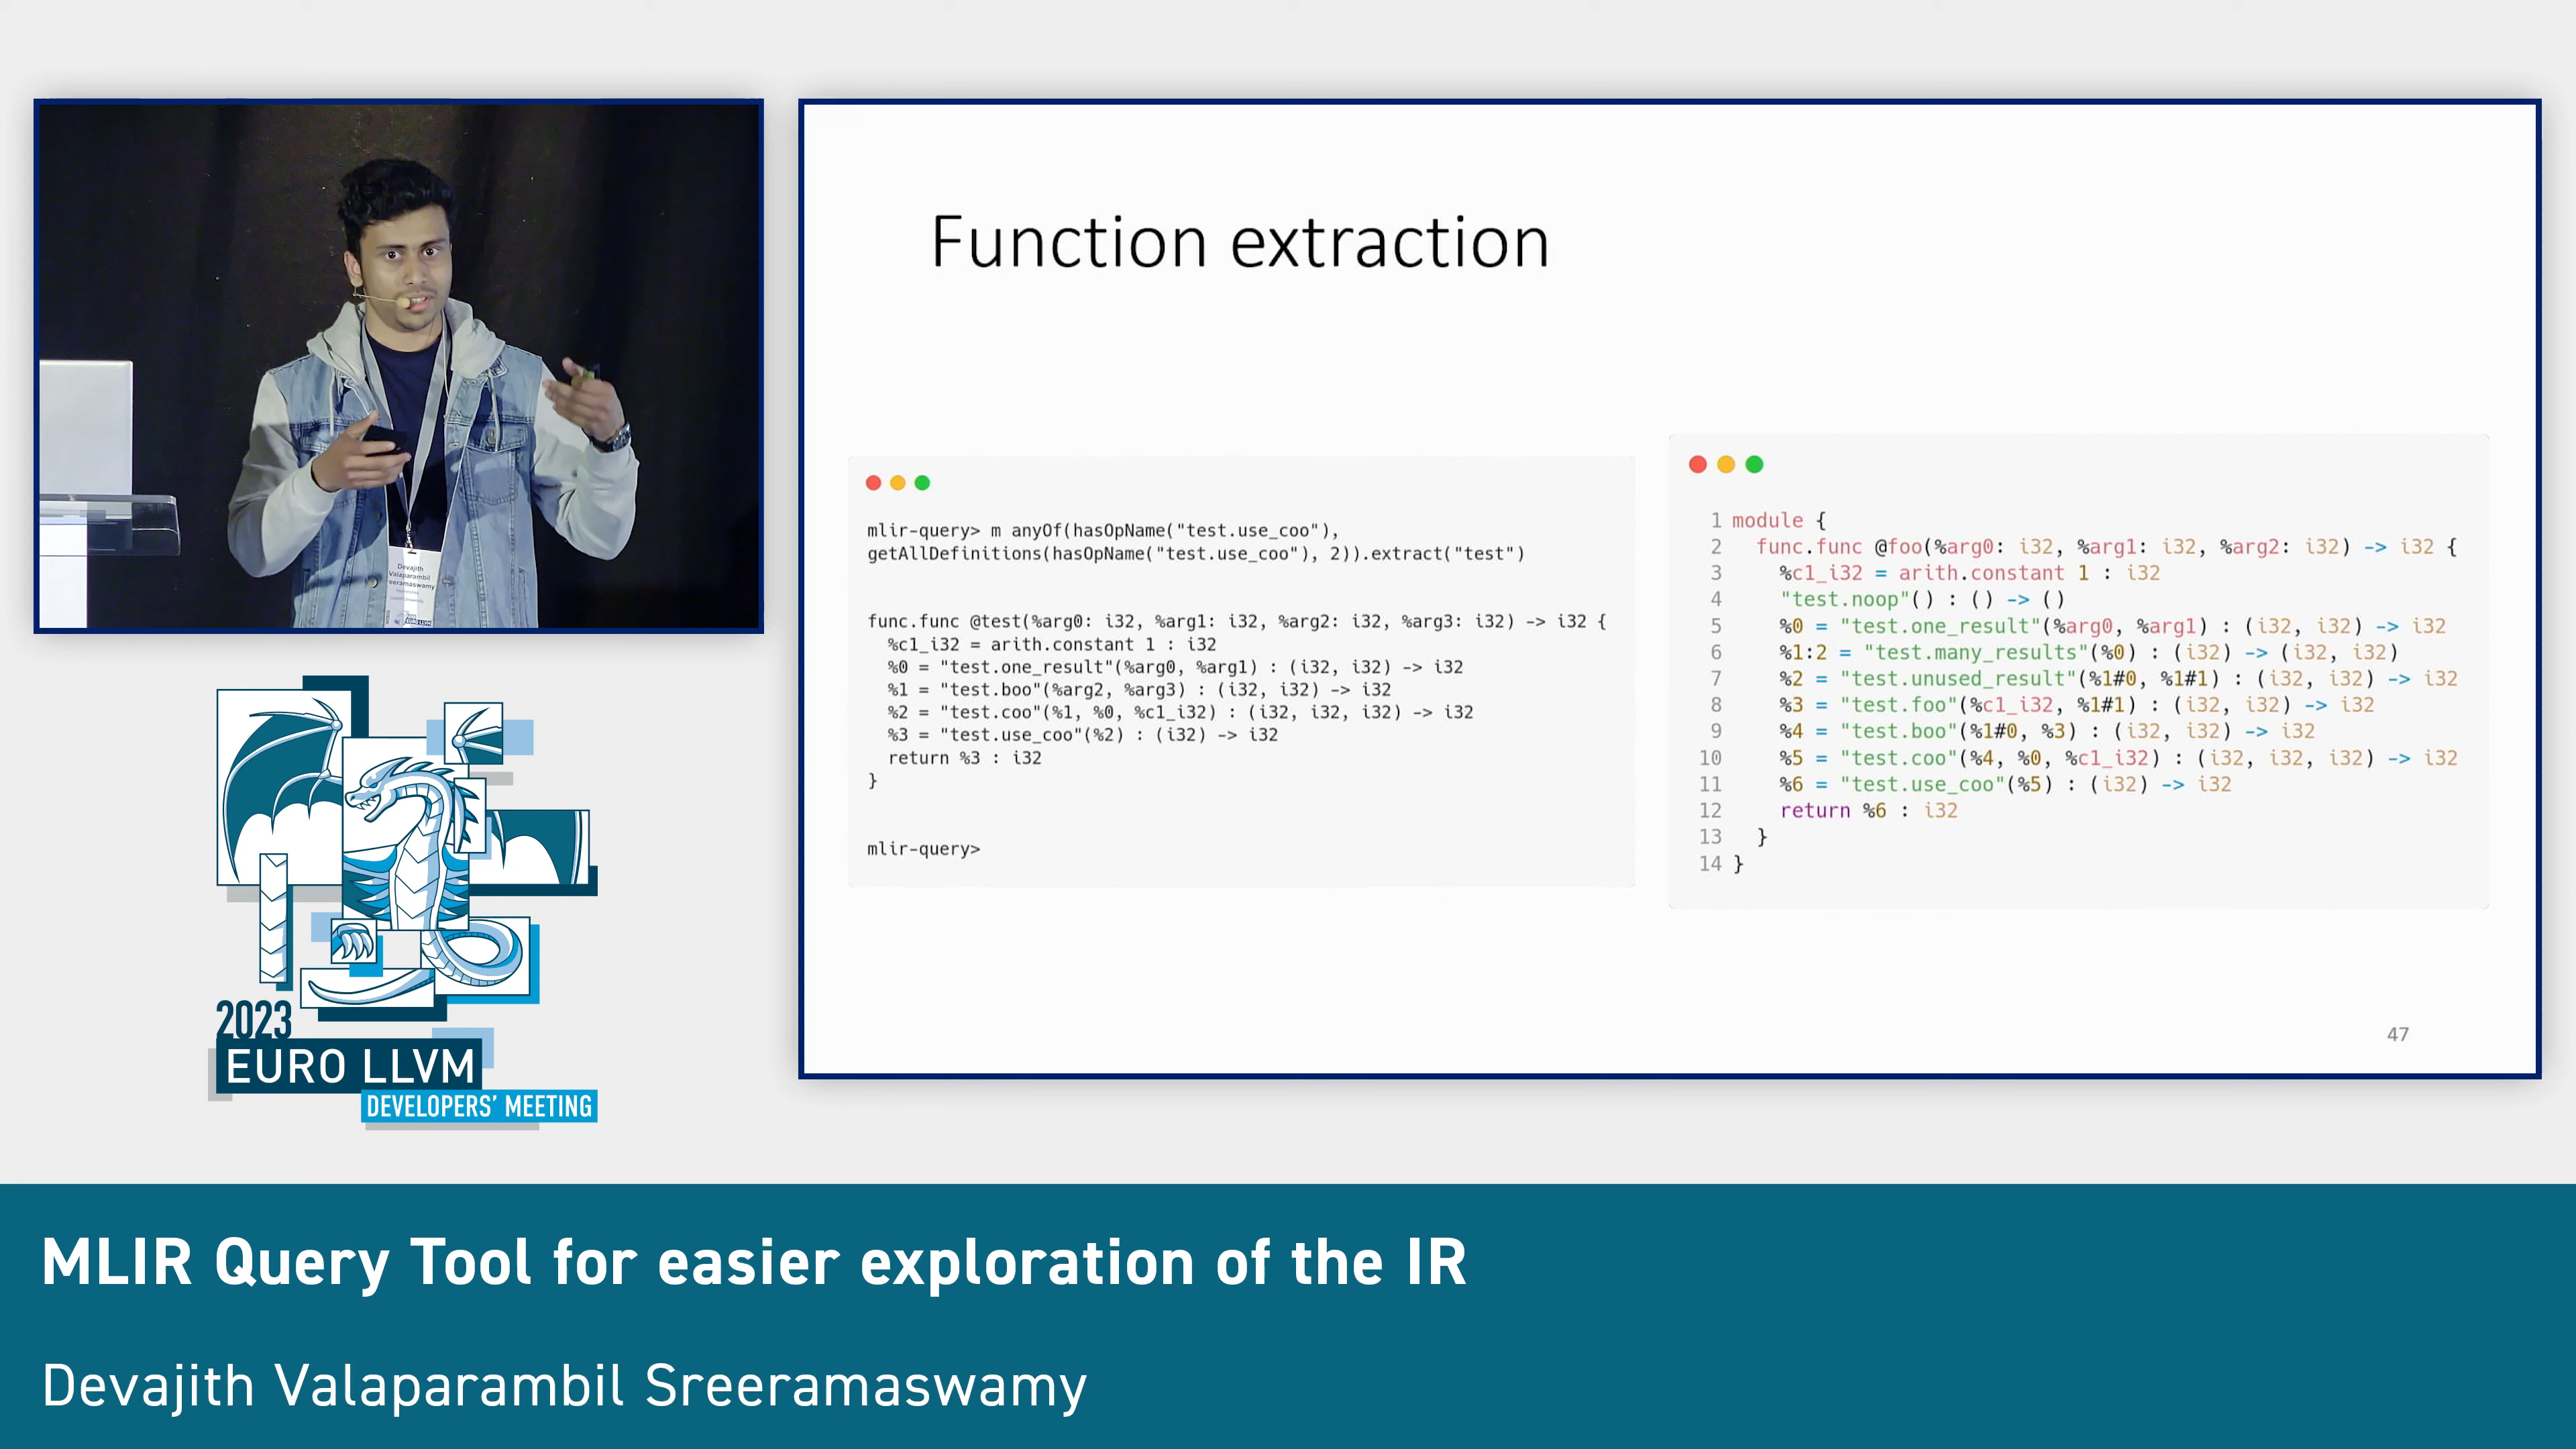 Function extraction
mlir-query> m anyOf(hasOpName("test.use_coo"),
getAllDefinitions(hasOpName("test.use_coo"), 2)).extract("test")
func.func @test(%arg0: i32, %arg1: i32, %arg2: i32, %arg3: i32) -> i32 {
%c1_i32 = arith.constant 1 : i32
%0 = "test.one_result"(%arg0, %arg1) : (i32, i32) -> i32
%1 = "test.boo"(%arg2, %arg3) : (i32, i32) -> i32
%2 = "test.coo"(%1, %0, %c1_i32) : (i32, i32, i32) -> i32
%3 = "test.use_coo"(%2) : (i32) -> i32
return %3 : i32
}
mlir-query>
1 module {
2 func.func @foo(%arg0: i32, %arg1: i32, %arg2: i32) -> i32 {
3 %c1_i32 = arith.constant 1 : i32
4 "test.noop"() : () -> ()
5 %0 = "test.one_result"(%arg0, %arg1) : (i32, i32) -> i32
6 %1:2 = "test.many_results"(%0) : (i32) -> (i32, i32)
7 %2 = "test.unused_result"(%1#0, %1#1) : (i32, i32) -> i32
8 %3 = "test.foo"(%c1_i32, %1#1) : (i32, i32) -> i32
9 %4 = "test.boo"(%1#0, %3) : (i32, i32) -> i32
10 %5 = "test.coo"(%4, %0, %c1_i32) : (i32, i32, i32) -> i32
11 %6 = "test.use_coo"(%5) : (i32) -> i32
12 return %6 : i32
13 }
14 }
47
Devajith
Valaparambil
2023
EURO LLVM
DEVELOPERS' MEETING
MLIR Query Tool for easier exploration of the IR
Devajith Valaparambil Sreeramaswamy